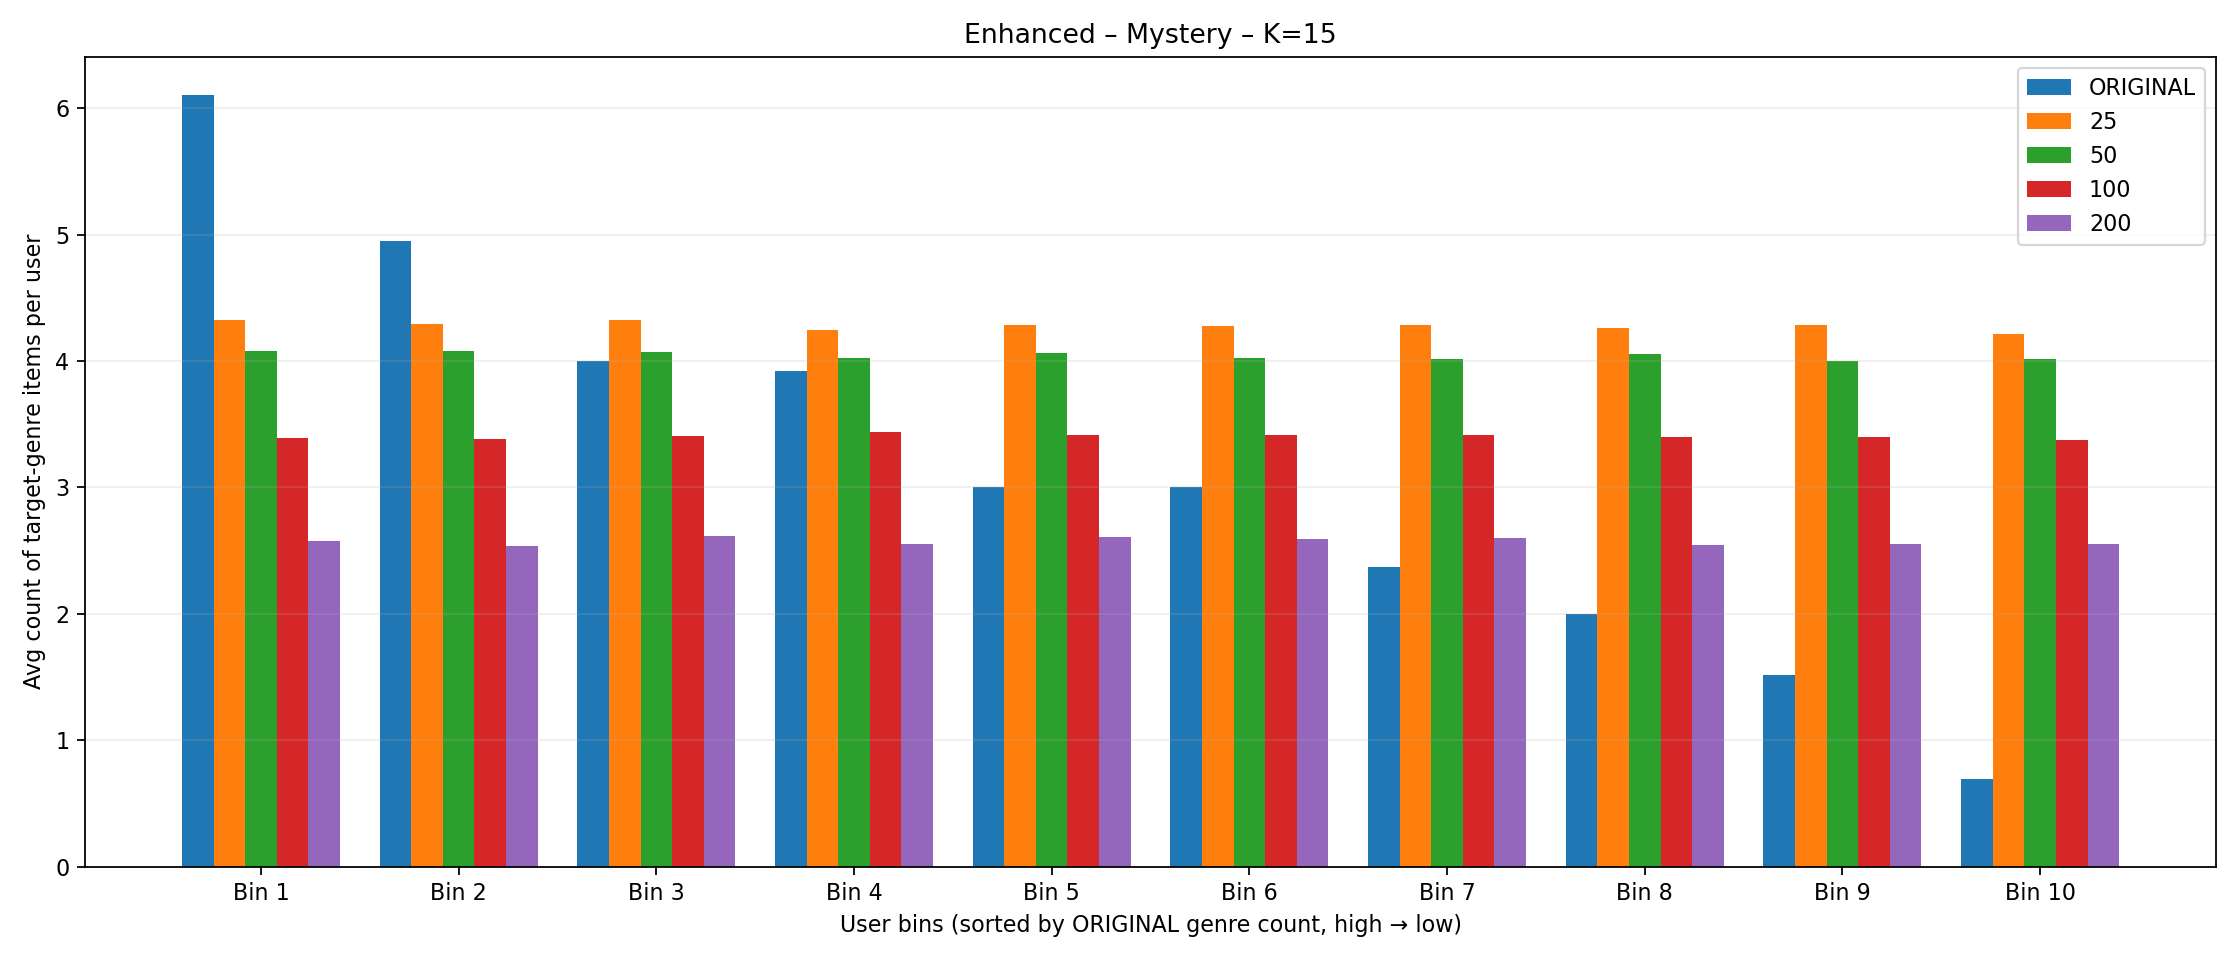 Enhanced – Mystery – K=15
ORIGINAL
25
50
100
200
Avg count of target-genre items per user
6
5
4
3
2
1
0
Bin 1
Bin 2
Bin 3
Bin 4
Bin 5
Bin 6
Bin 7
Bin 8
Bin 9
Bin 10
User bins (sorted by ORIGINAL genre count, high → low)